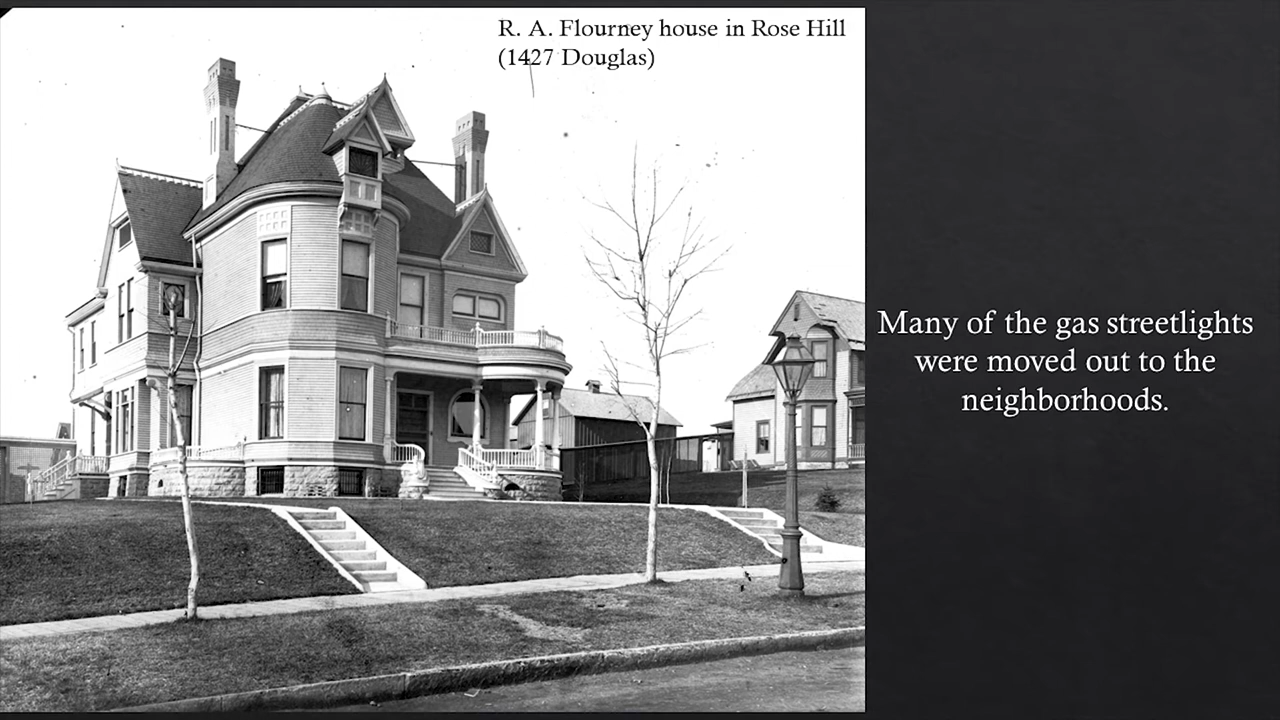 R. A. Flourney house in Rose Hill
(1427 Douglas)
Many of the gas streetlights
were moved out to the
neighborhoods.